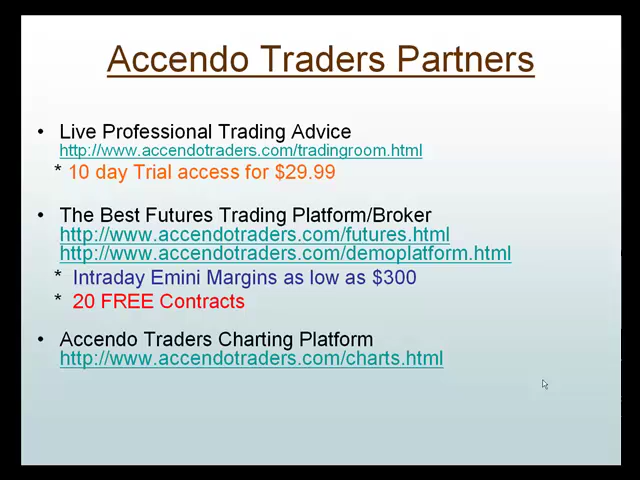 Accendo Traders Partners
• Live Professional Trading Advice
http://www.accendotraders.com/tradingroom.html
* 10 day Trial access for $29.99
• The Best Futures Trading Platform/Broker
http://www.accendotraders.com/futures.html
http://www.accendotraders.com/demoplatform.html
* Intraday Emini Margins as low as $300
* 20 FREE Contracts
• Accendo Traders Charting Platform
http://www.accendotraders.com/charts.html